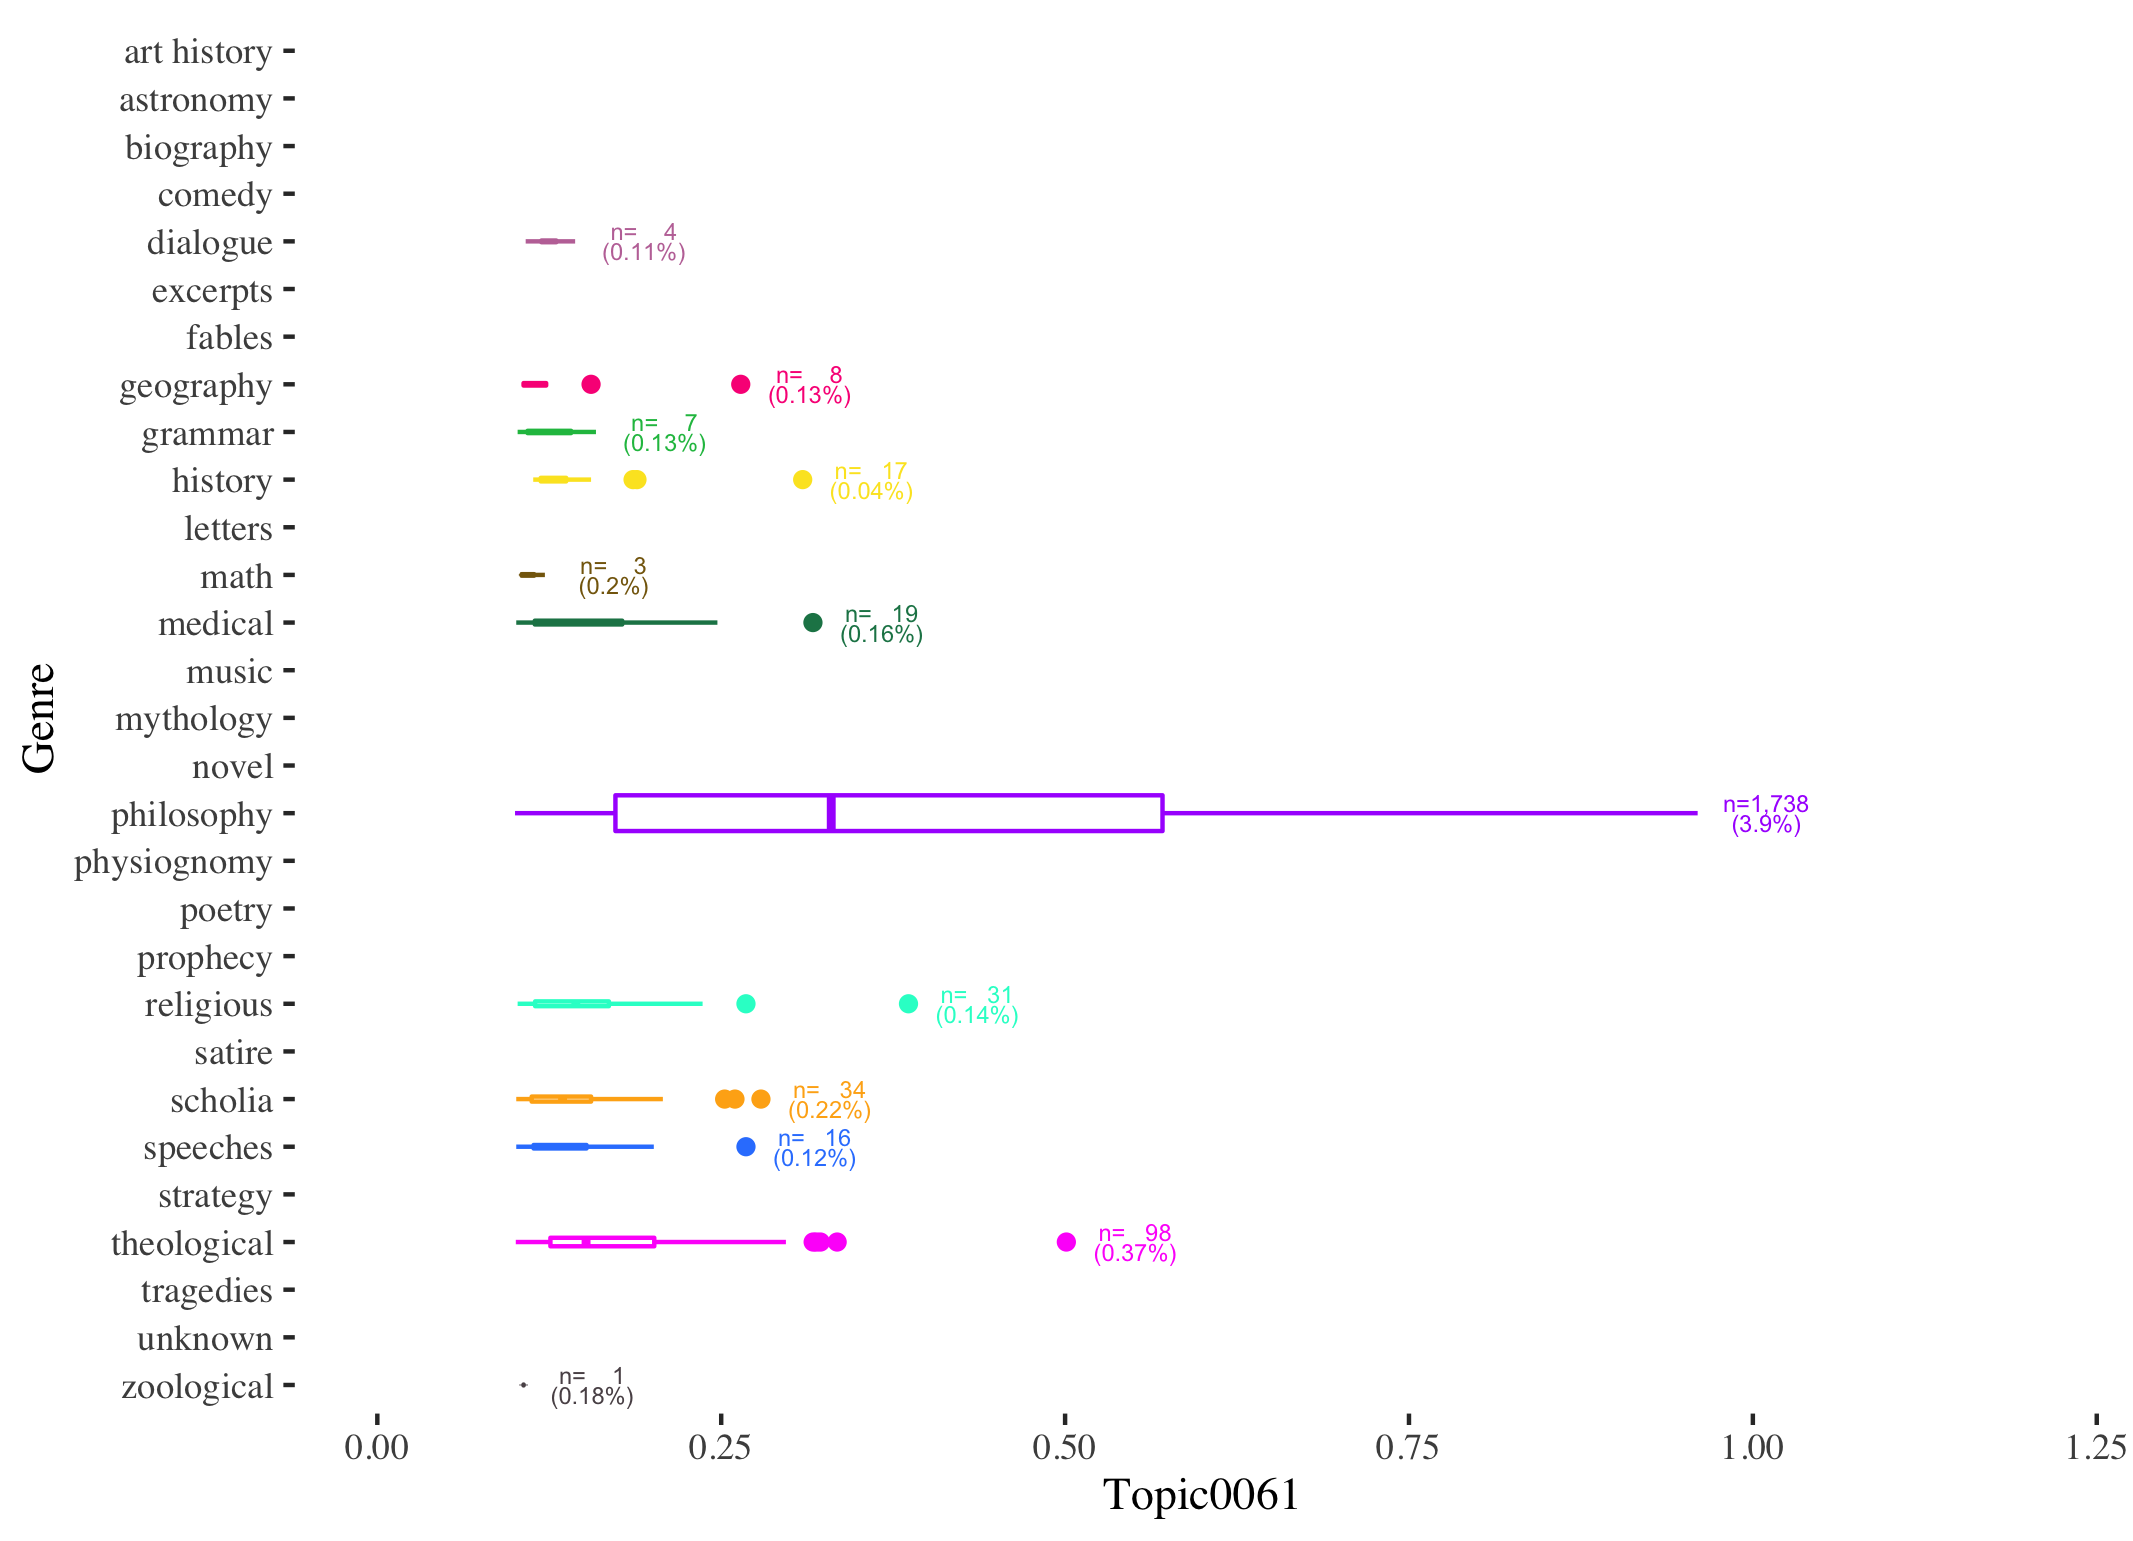 art history
astronomy
biography
comedy
dialogue
n= 4
(0.11%)
excerpts
fables
geography
n= 8
(0.13%)
grammar
n= 7
(0.13%)
history
n= 17
(0.04%)
letters
math
n= 3
(0.2%)
medical
n= 19
(0.16%)
music
mythology
novel
philosophy
n=1,738
(3.9%)
physiognomy
poetry
prophecy
religious
n= 31
(0.14%)
satire
scholia
n= 34
(0.22%)
speeches
n= 16
(0.12%)
strategy
theological
n= 98
(0.37%)
tragedies
unknown
zoological
n= 1
(0.18%)
Genre
0.00 0.25 0.50 0.75 1.00 1.25
Topic0061